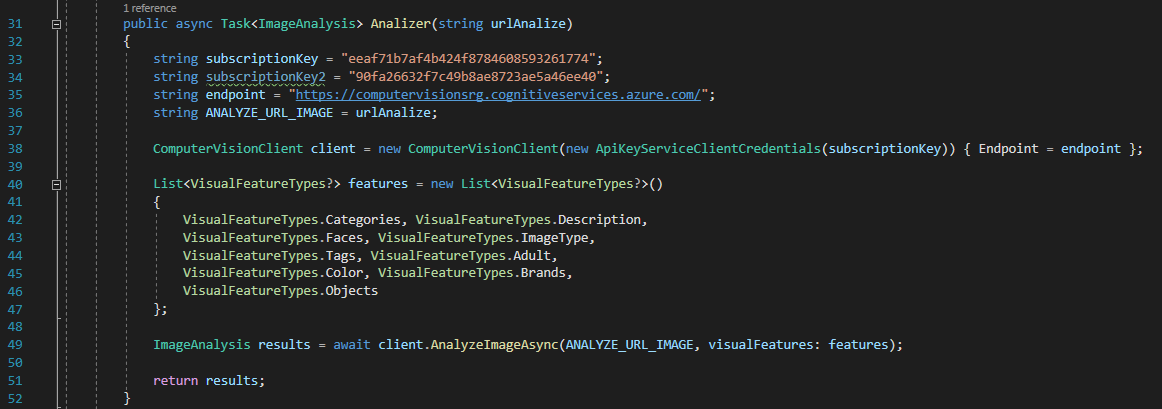 1 reference
31 public async Task<ImageAnalysis> Analizer(string urlAnalize)
32 {
33 string subscriptionKey = "eeaf71b7af4b424f8784608593261774";
34 string subscriptionKey2 = "90fa26632f7c49b8ae8723ae5a46ee40";
35 string endpoint = "https://computervisionsrg.cognitiveservices.azure.com/";
36 string ANALYZE_URL_IMAGE = urlAnalize;
37
38 ComputerVisionClient client = new ComputerVisionClient(new ApiKeyServiceClientCredentials(subscriptionKey)) { Endpoint = endpoint };
39
40 List<VisualFeatureTypes?> features = new List<VisualFeatureTypes?>()
41 {
42 VisualFeatureTypes.Categories, VisualFeatureTypes.Description,
43 VisualFeatureTypes.Faces, VisualFeatureTypes.ImageType,
44 VisualFeatureTypes.Tags, VisualFeatureTypes.Adult,
45 VisualFeatureTypes.Color, VisualFeatureTypes.Brands,
46 VisualFeatureTypes.Objects
47 };
48
49 ImageAnalysis results = await client.AnalyzeImageAsync(ANALYZE_URL_IMAGE, visualFeatures: features);
50
51 return results;
52 }